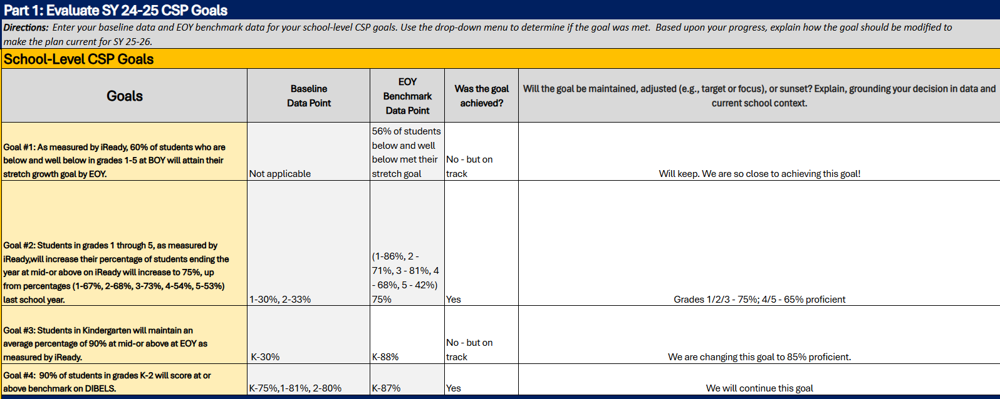 Part 1: Evaluate SY 24-25 CSP Goals
Directions: Enter your baseline data and EOY benchmark data for your school-level CSP goals. Use the drop-down menu to determine if the goal was met. Based upon your progress, explain how the goal should be modified to
make the plan current for SY 25-26.
School-Level CSP Goals
Goals
Baseline
Data Point
EOY
Benchmark
Data Point
Was the goal
achieved?
Will the goal be maintained, adjusted (e.g., target or focus), or sunset? Explain, grounding your decision in data and
current school context.
Goal #1: As measured by iReady, 60% of students who are
below and well below in grades 1-5 at BOY will attain their
stretch growth goal by EOY.
Not applicable
56% of students
below and well
below met their
stretch goal
No - but on
track
Will keep. We are so close to achieving this goal!
Goal #2: Students in grades 1 through 5, as measured by
iReady,will increase their percentage of students ending the
year at mid-or above on iReady will increase to 75%, up
from percentages (1-67%, 2-68%, 3-73%, 4-54%, 5-53%)
last school year.
1-30%, 2-33%
(1-86%, 2 -
71%, 3 - 81%, 4
- 68%, 5 - 42%)
75%
Yes
Grades 1/2/3 - 75%; 4/5 - 65% proficient
Goal #3: Students in Kindergarten will maintain an
average percentage of 90% at mid-or above at EOY as
measured by iReady.
K-30%
K-88%
No - but on
track
We are changing this goal to 85% proficient.
Goal #4:  90% of students in grades K-2 will score at or
above benchmark on DIBELS.
K-75%,1-81%, 2-80%
K-87%
Yes
We will continue this goal